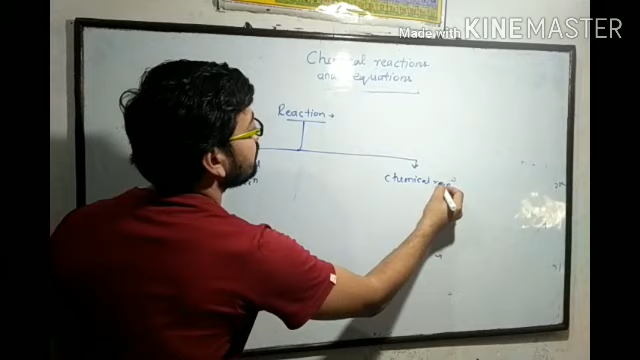 Made with KINEMASTER
Chemical reactions
and equations
Reaction
Chemical